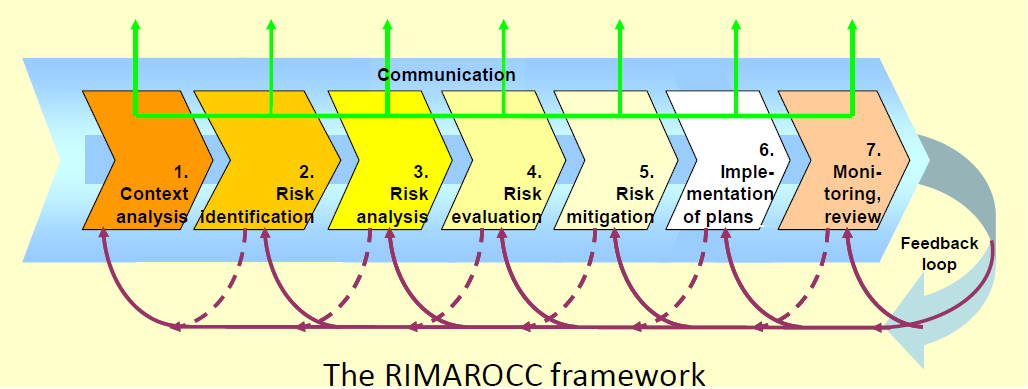 Communication
1.
Context
analysis
2.
Risk
identification
3.
Risk
analysis
4.
Risk
evaluation
5.
Risk
mitigation
6.
Imple-
mentation
of plans
7.
Moni-
toring,
review
Feedback
loop
The RIMAROCC framework